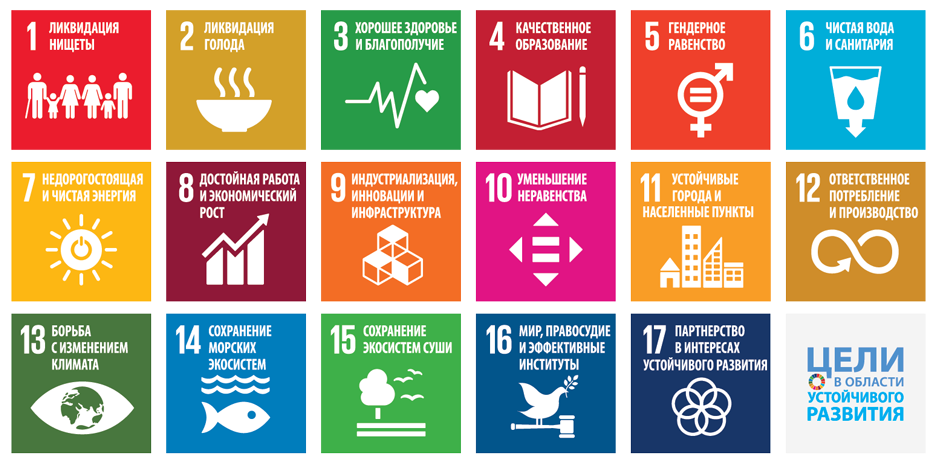 1 ЛИКВИДАЦИЯ
НИЩЕТЫ
2 ЛИКВИДАЦИЯ
ГОЛОДА
3 ХОРОШЕЕ ЗДОРОВЬЕ
И БЛАГОПОЛУЧИЕ
4 КАЧЕСТВЕННОЕ
ОБРАЗОВАНИЕ
5 ГЕНДЕРНОЕ
РАВЕНСТВО
6 ЧИСТАЯ ВОДА
И САНИТАРИЯ
7 НЕДОРОГОСТОЯЩАЯ
И ЧИСТАЯ ЭНЕРГИЯ
8 ДОСТОЙНАЯ РАБОТА
И ЭКОНОМИЧЕСКИЙ
РОСТ
9 ИНДУСТРИАЛИЗАЦИЯ,
ИННОВАЦИИ И
ИНФРАСТРУКТУРА
10 УМЕНЬШЕНИЕ
НЕРАВЕНСТВА
11 УСТОЙЧИВЫЕ
ГОРОДА И
НАСЕЛЕННЫЕ ПУНКТЫ
12 ОТВЕТСТВЕННОЕ
ПОТРЕБЛЕНИЕ
И ПРОИЗВОДСТВО
13 БОРЬБА
С ИЗМЕНЕНИЕМ
КЛИМАТА
14 СОХРАНЕНИЕ
МОРСКИХ
ЭКОСИСТЕМ
15 СОХРАНЕНИЕ
ЭКОСИСТЕМ СУШИ
16 МИР, ПРАВОСУДИЕ
И ЭФФЕКТИВНЫЕ
ИНСТИТУТЫ
17 ПАРТНЕРСТВО
В ИНТЕРЕСАХ
УСТОЙЧИВОГО РАЗВИТИЯ
ЦЕЛИ
В ОБЛАСТИ
УСТОЙЧИВОГО
РАЗВИТИЯ